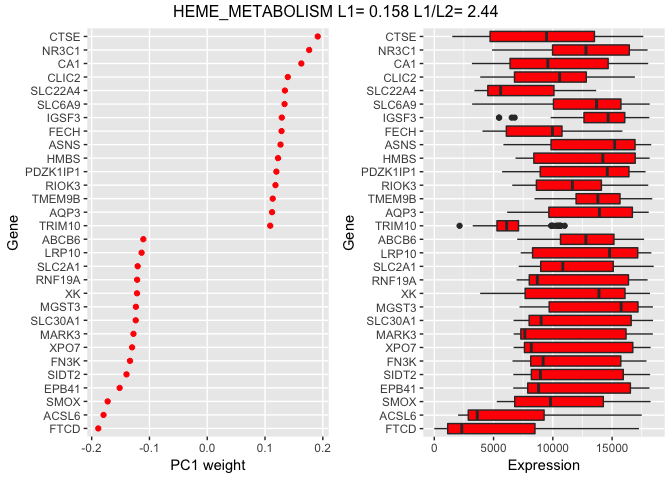 HEME_METABOLISM L1= 0.158 L1/L2= 2.44
Gene
CTSE
NR3C1
CA1
CLIC2
SLC22A4
SLC6A9
IGSF3
FECH
ASNS
HMBS
PDZK1IP1
RIOK3
TMEM9B
AQP3
TRIM10
ABCB6
LRP10
SLC2A1
RNF19A
XK
MGST3
SLC30A1
MARK3
XPO7
FN3K
SIDT2
EPB41
SMOX
ACSL6
FTCD
-0.2 -0.1 0.0 0.1 0.2
PC1 weight
Gene
CTSE
NR3C1
CA1
CLIC2
SLC22A4
SLC6A9
IGSF3
FECH
ASNS
HMBS
PDZK1IP1
RIOK3
TMEM9B
AQP3
TRIM10
ABCB6
LRP10
SLC2A1
RNF19A
XK
MGST3
SLC30A1
MARK3
XPO7
FN3K
SIDT2
EPB41
SMOX
ACSL6
FTCD
0 5000 10000 15000
Expression